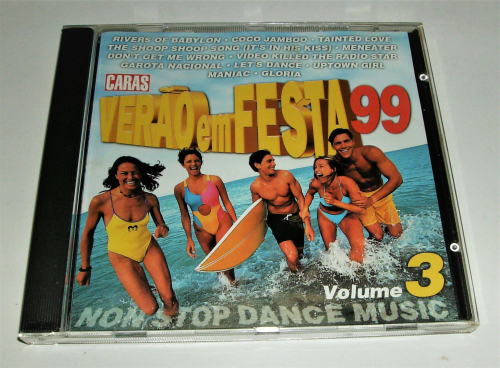 RIVERS OF BABYLON • COCO JAMBOO • TAINTED LOVE
THE SHOOP SHOOP SONG (IT'S IN HIS KISS) • MENEATER
DON'T GET ME WRONG • VIDEO KILLED THE RADIO STAR
GAROTA NACIONAL • LET'S DANCE • UPTOWN GIRL
MANIAC • GLORIA
CARAS
VERÃO em FESTA 99
Volume 3
NON STOP DANCE MUSIC